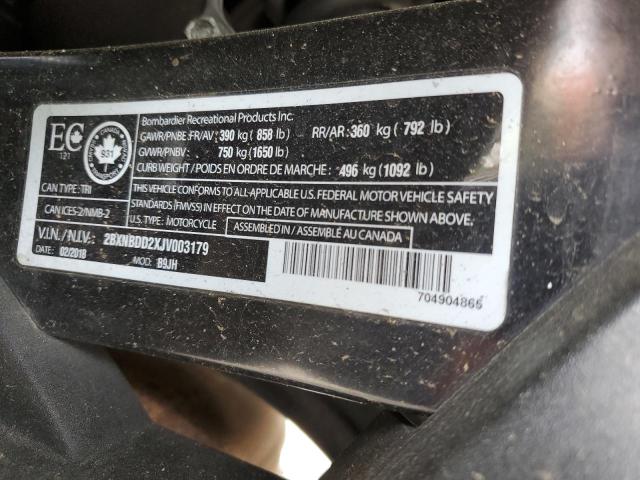 Bombardier Recreational Products Inc.
GAWR/PNBE:FR/AV: 390 kg ( 858 lb) RR/AR: 360 kg (792 lb)
GVWR/PNBV : 750 kg (1650 lb)
CURB WEIGHT/POIDS EN ORDRE DE MARCHE : 496 kg (1092 lb)
EC
121
CANADA
551
CAN TYPE: TRI
THIS VEHICLE CONFORMS TO ALL-APPLICABLE U.S. FEDERAL MOTOR VEHICLE SAFETY
STANDARDS (FMVSS) IN EFFECT ON THE DATE OF MANUFACTURE SHOWN ABOVE.
CAN ICES-2/NMB-2
U.S. TYPE: MOTORCYCLE
ASSEMBLED IN / ASSEMBLÉ AU CANADA
V.I.N. / N.I.V.: 2BXNBDD2XJV003179
DATE: 02/2018 MOD: B9JH
704904865